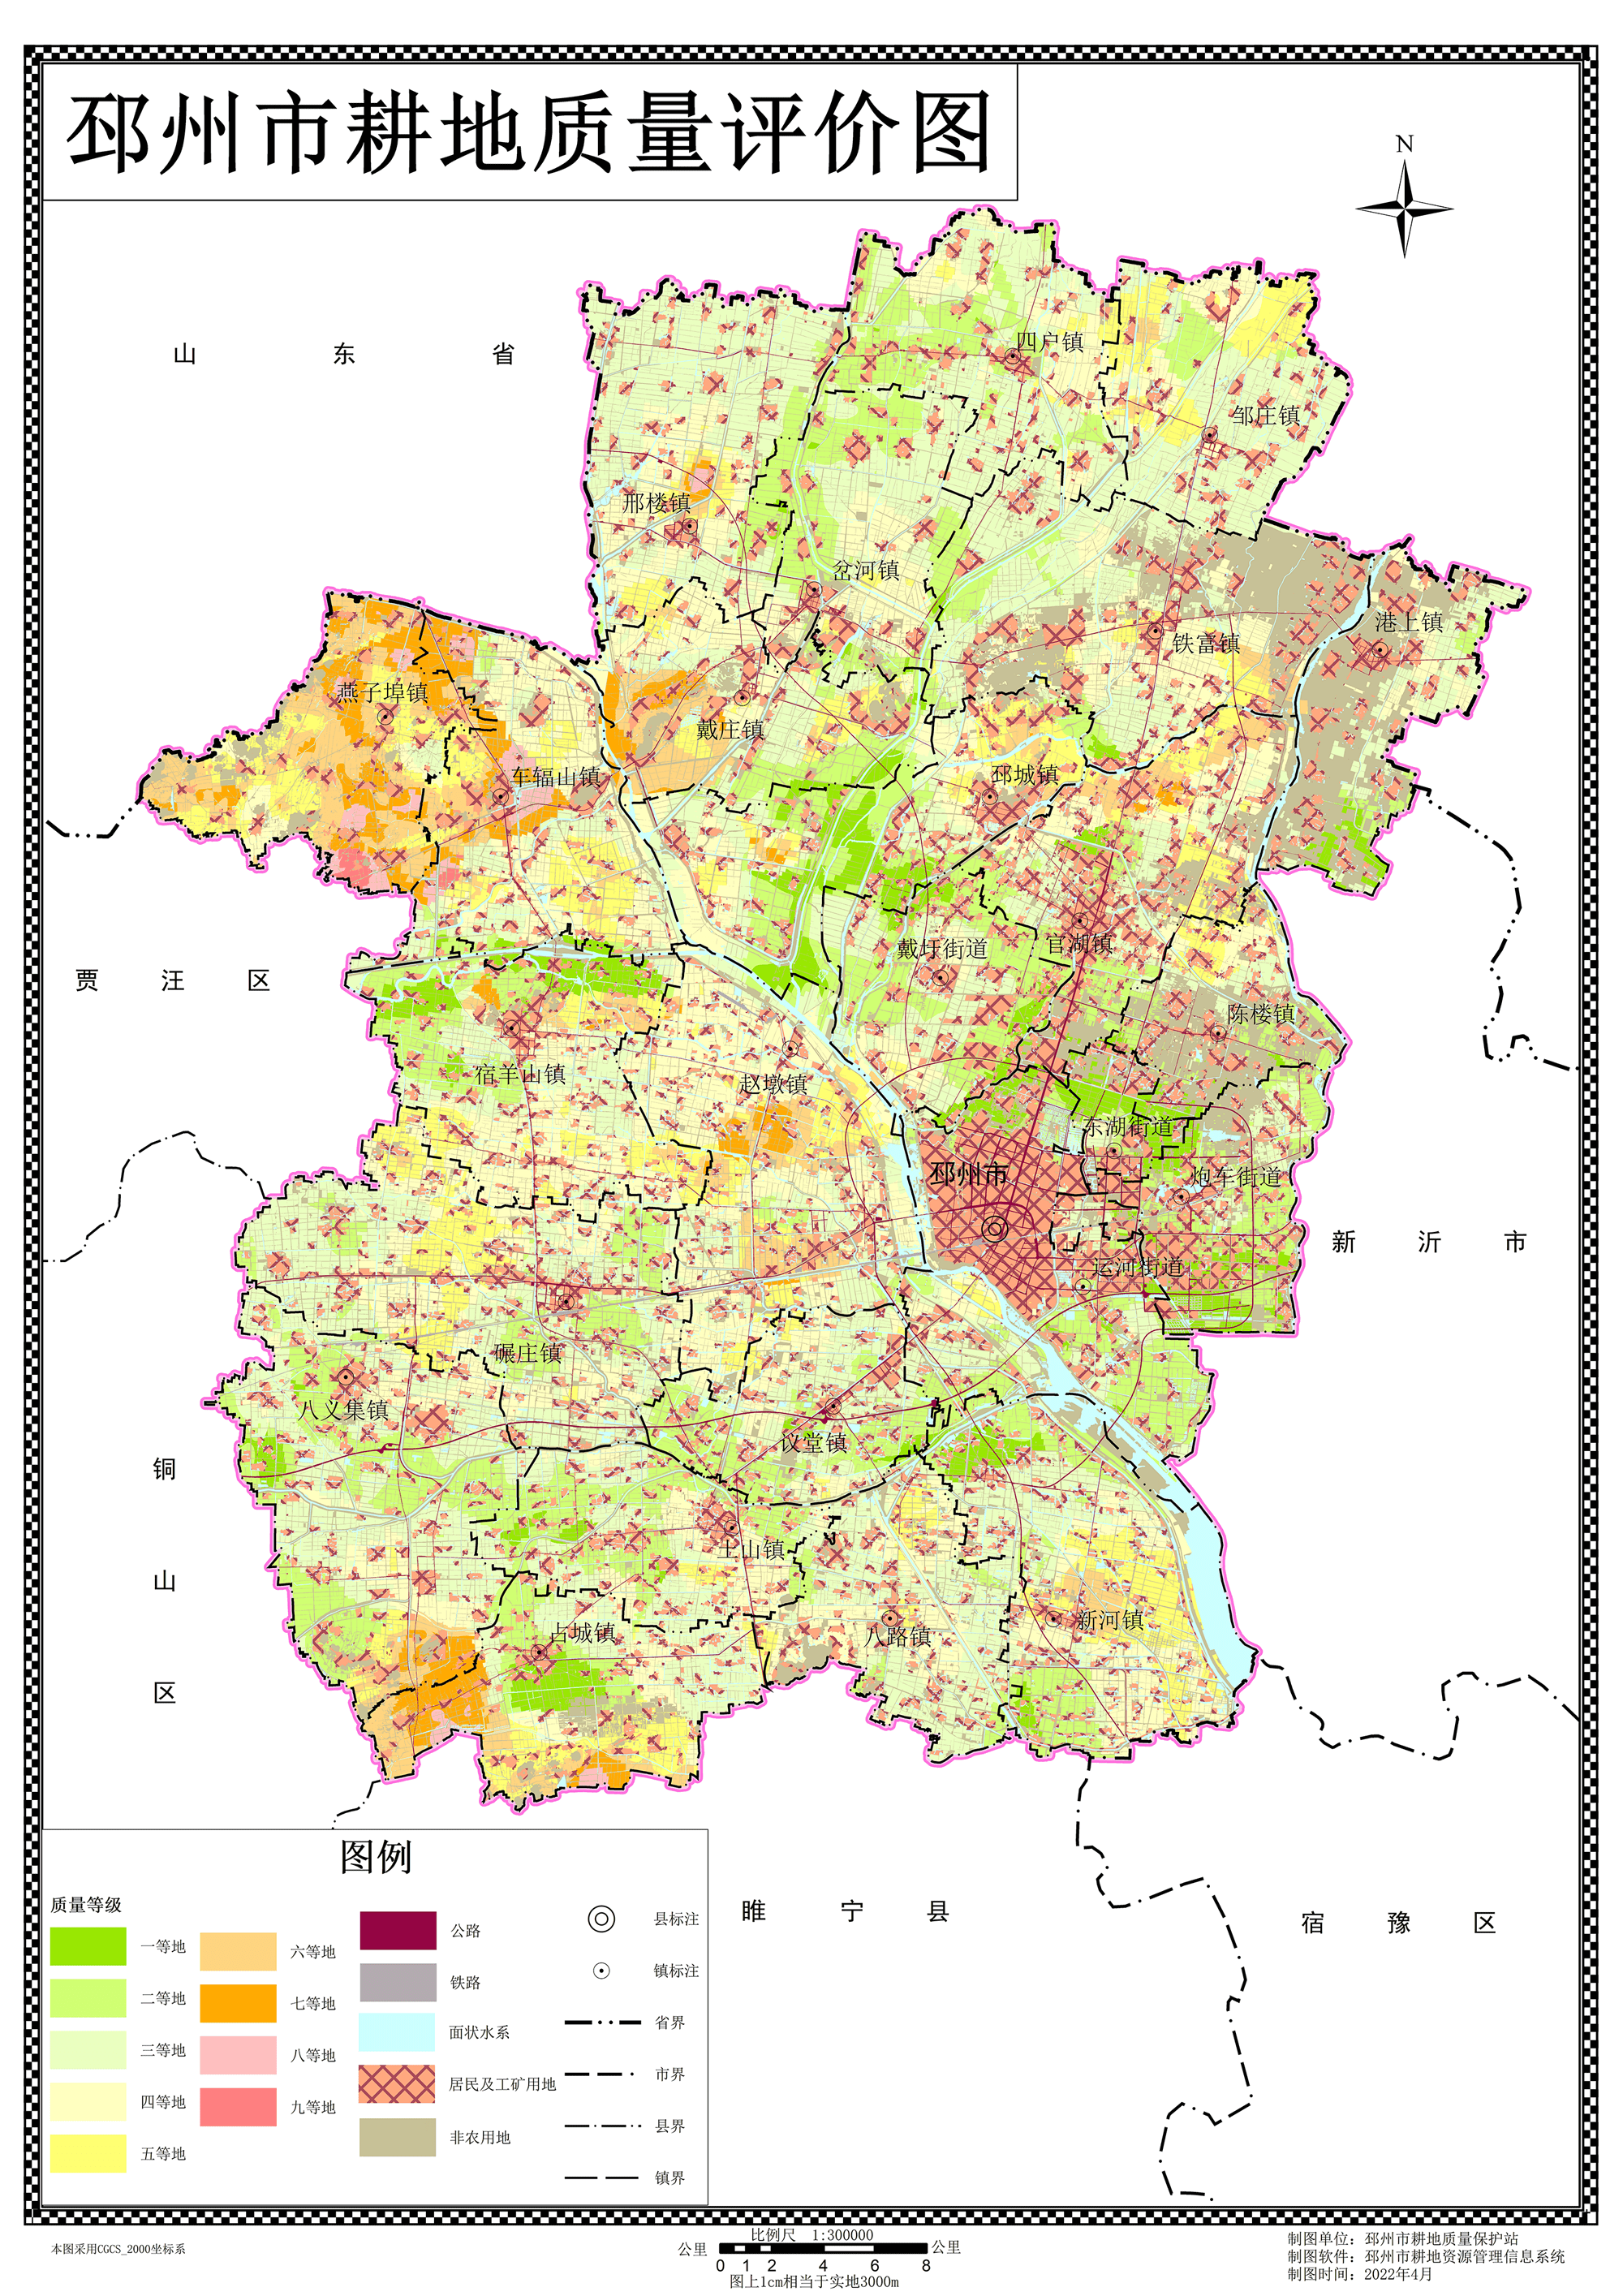 邳州市耕地质量评价图
N
山 东 省
四户镇
邹庄镇
邢楼镇
岔河镇
港上镇
铁富镇
燕子埠镇
戴庄镇
车辐山镇
邳城镇
戴圩街道
官湖镇
贾 汪 区
陈楼镇
宿羊山镇
赵墩镇
东湖街道
邳州市
炮车街道
新 沂 市
运河街道
碾庄镇
八义集镇
议堂镇
铜
山
区
土山镇
占城镇
八路镇
新河镇
睢 宁 县
宿 豫 区
图例
质量等级
一等地
二等地
三等地
四等地
五等地
六等地
七等地
八等地
九等地
公路
铁路
面状水系
居民及工矿用地
非农用地
县标注
镇标注
省界
市界
县界
镇界
本图采用CGCS_2000坐标系
比例尺 1:300000
公里 公里
0 1 2 4 6 8
图上1cm相当于实地3000m
制图单位：邳州市耕地质量保护站
制图软件：邳州市耕地资源管理信息系统
制图时间：2022年4月